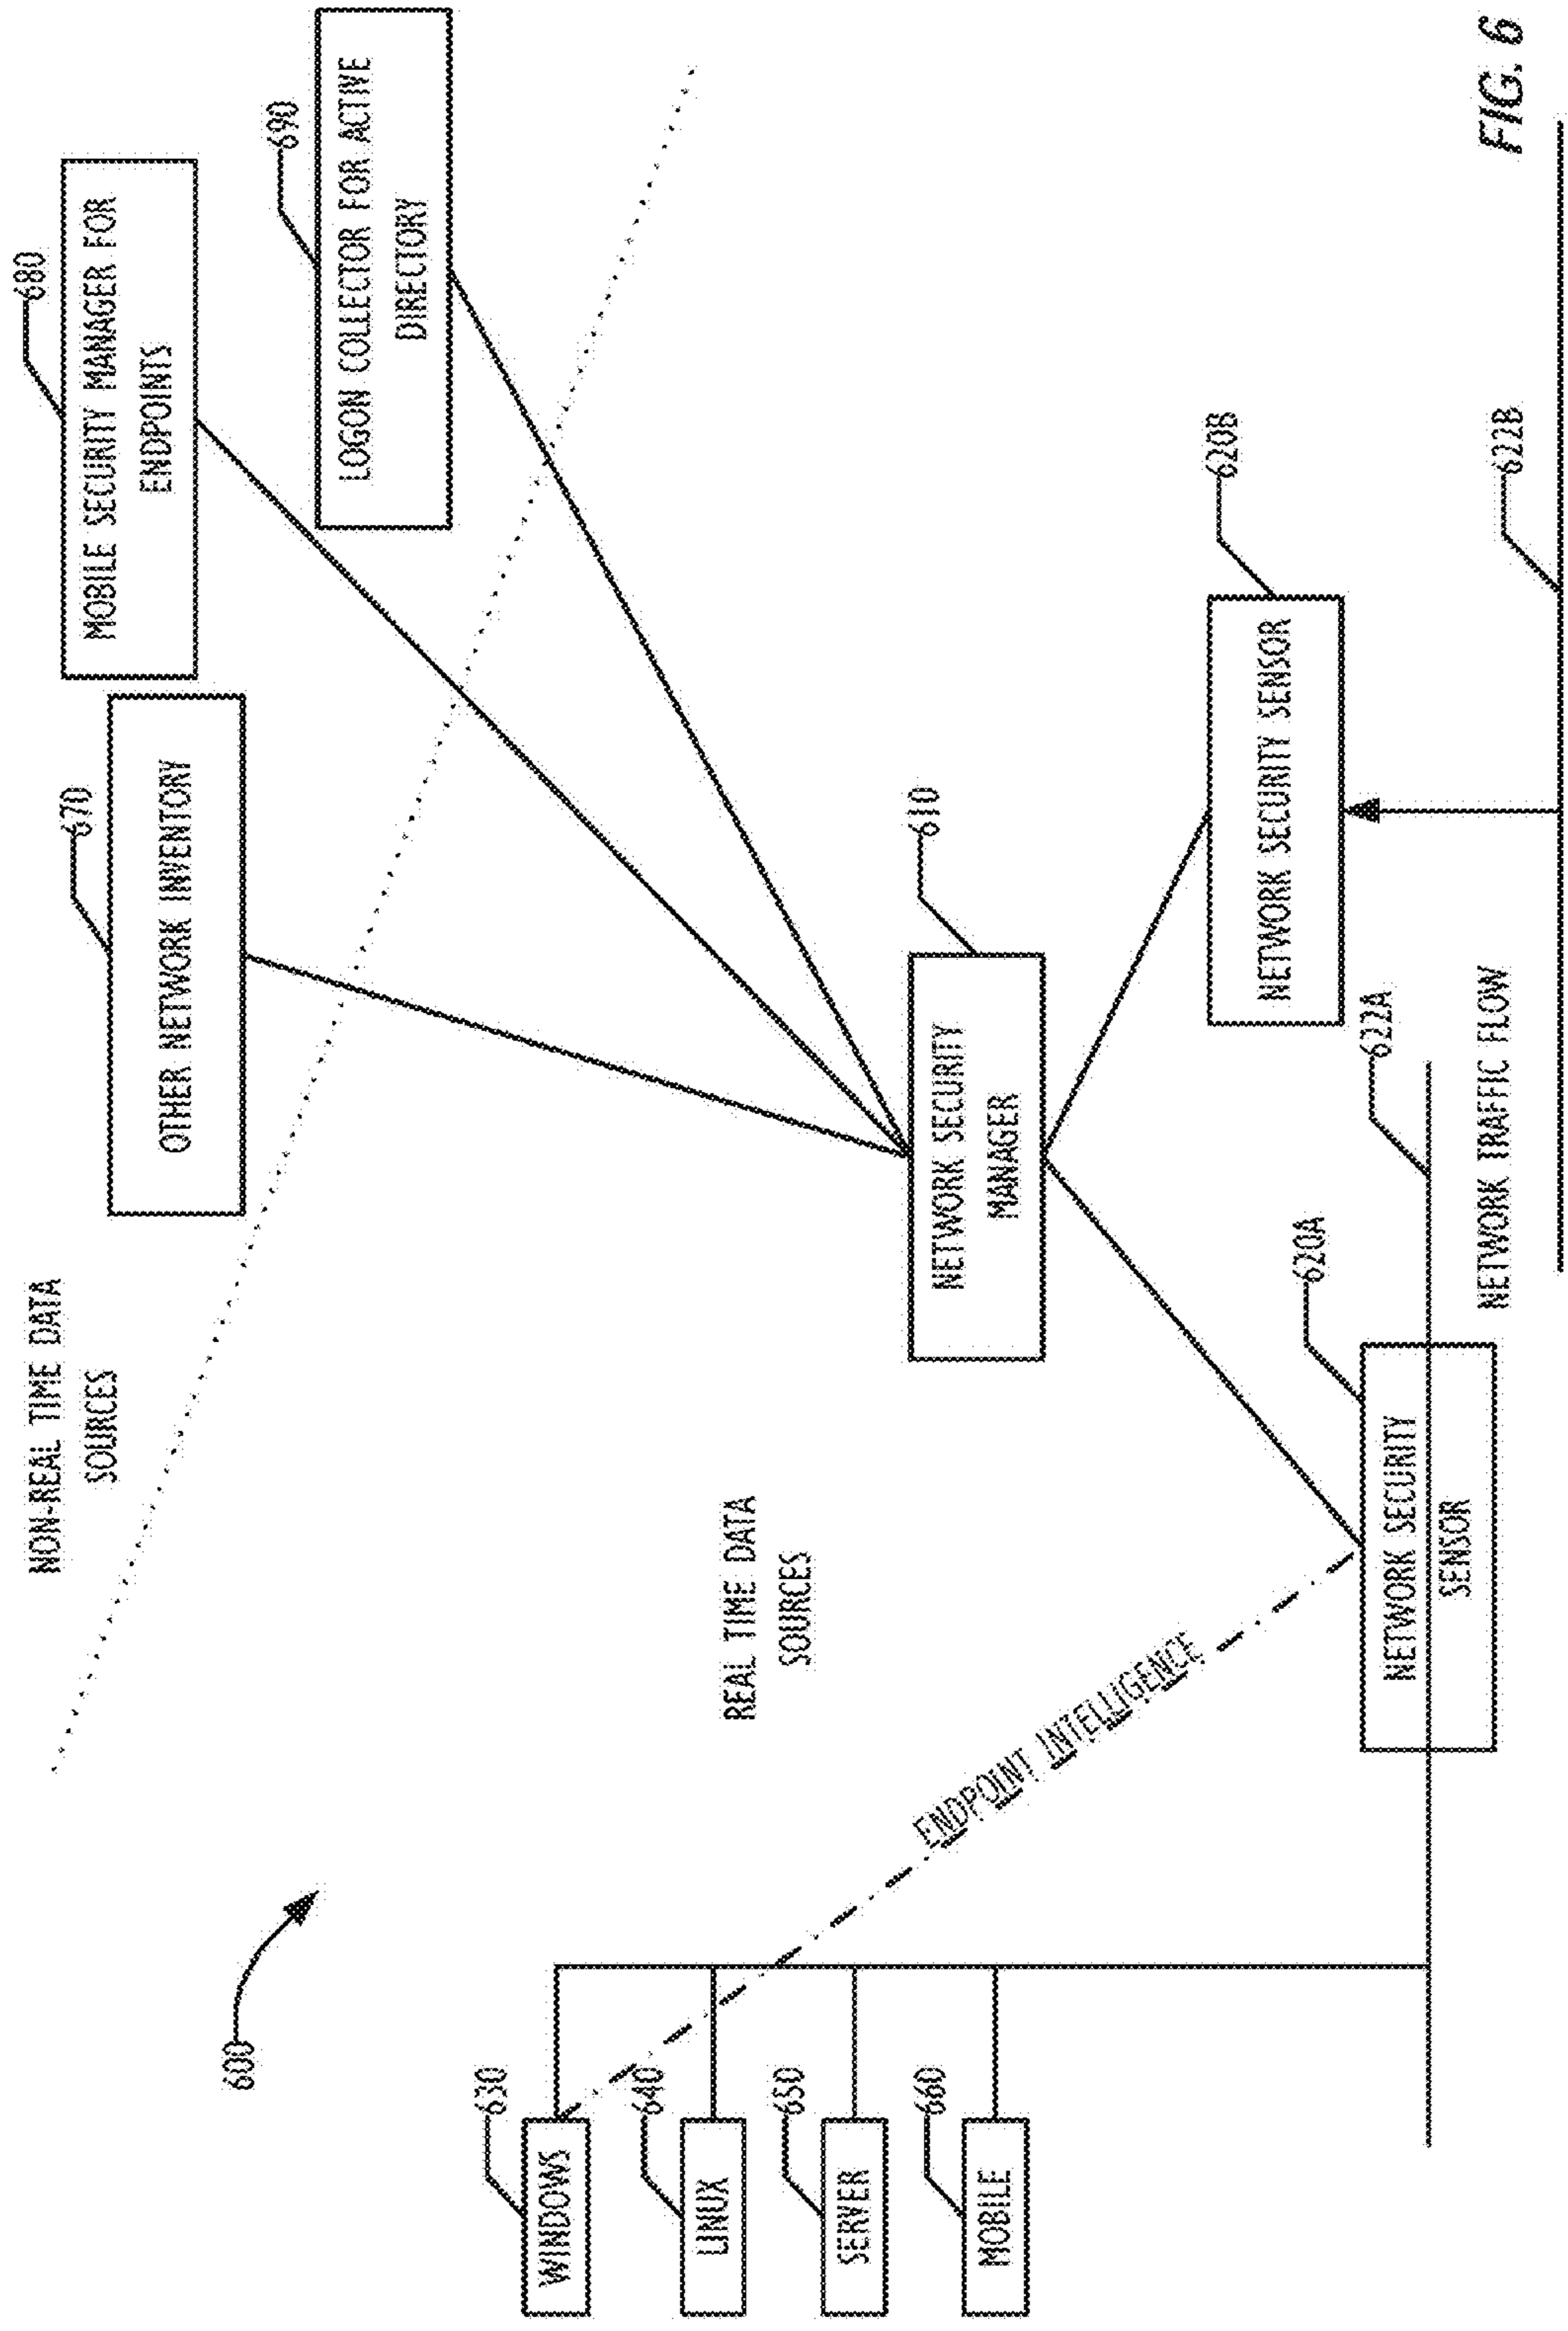 600
NON-REAL TIME DATA
SOURCES
670
OTHER NETWORK INVENTORY
680
MOBILE SECURITY MANAGER FOR
ENDPOINTS
690
LOGON COLLECTOR FOR ACTIVE
DIRECTORY
630
WINDOWS
640
LINUX
650
SERVER
660
MOBILE
REAL TIME DATA
SOURCES
ENDPOINT INTELLIGENCE
610
NETWORK SECURITY
MANAGER
620A
NETWORK SECURITY
SENSOR
620B
NETWORK SECURITY SENSOR
622A
NETWORK TRAFFIC FLOW
622B
FIG. 6